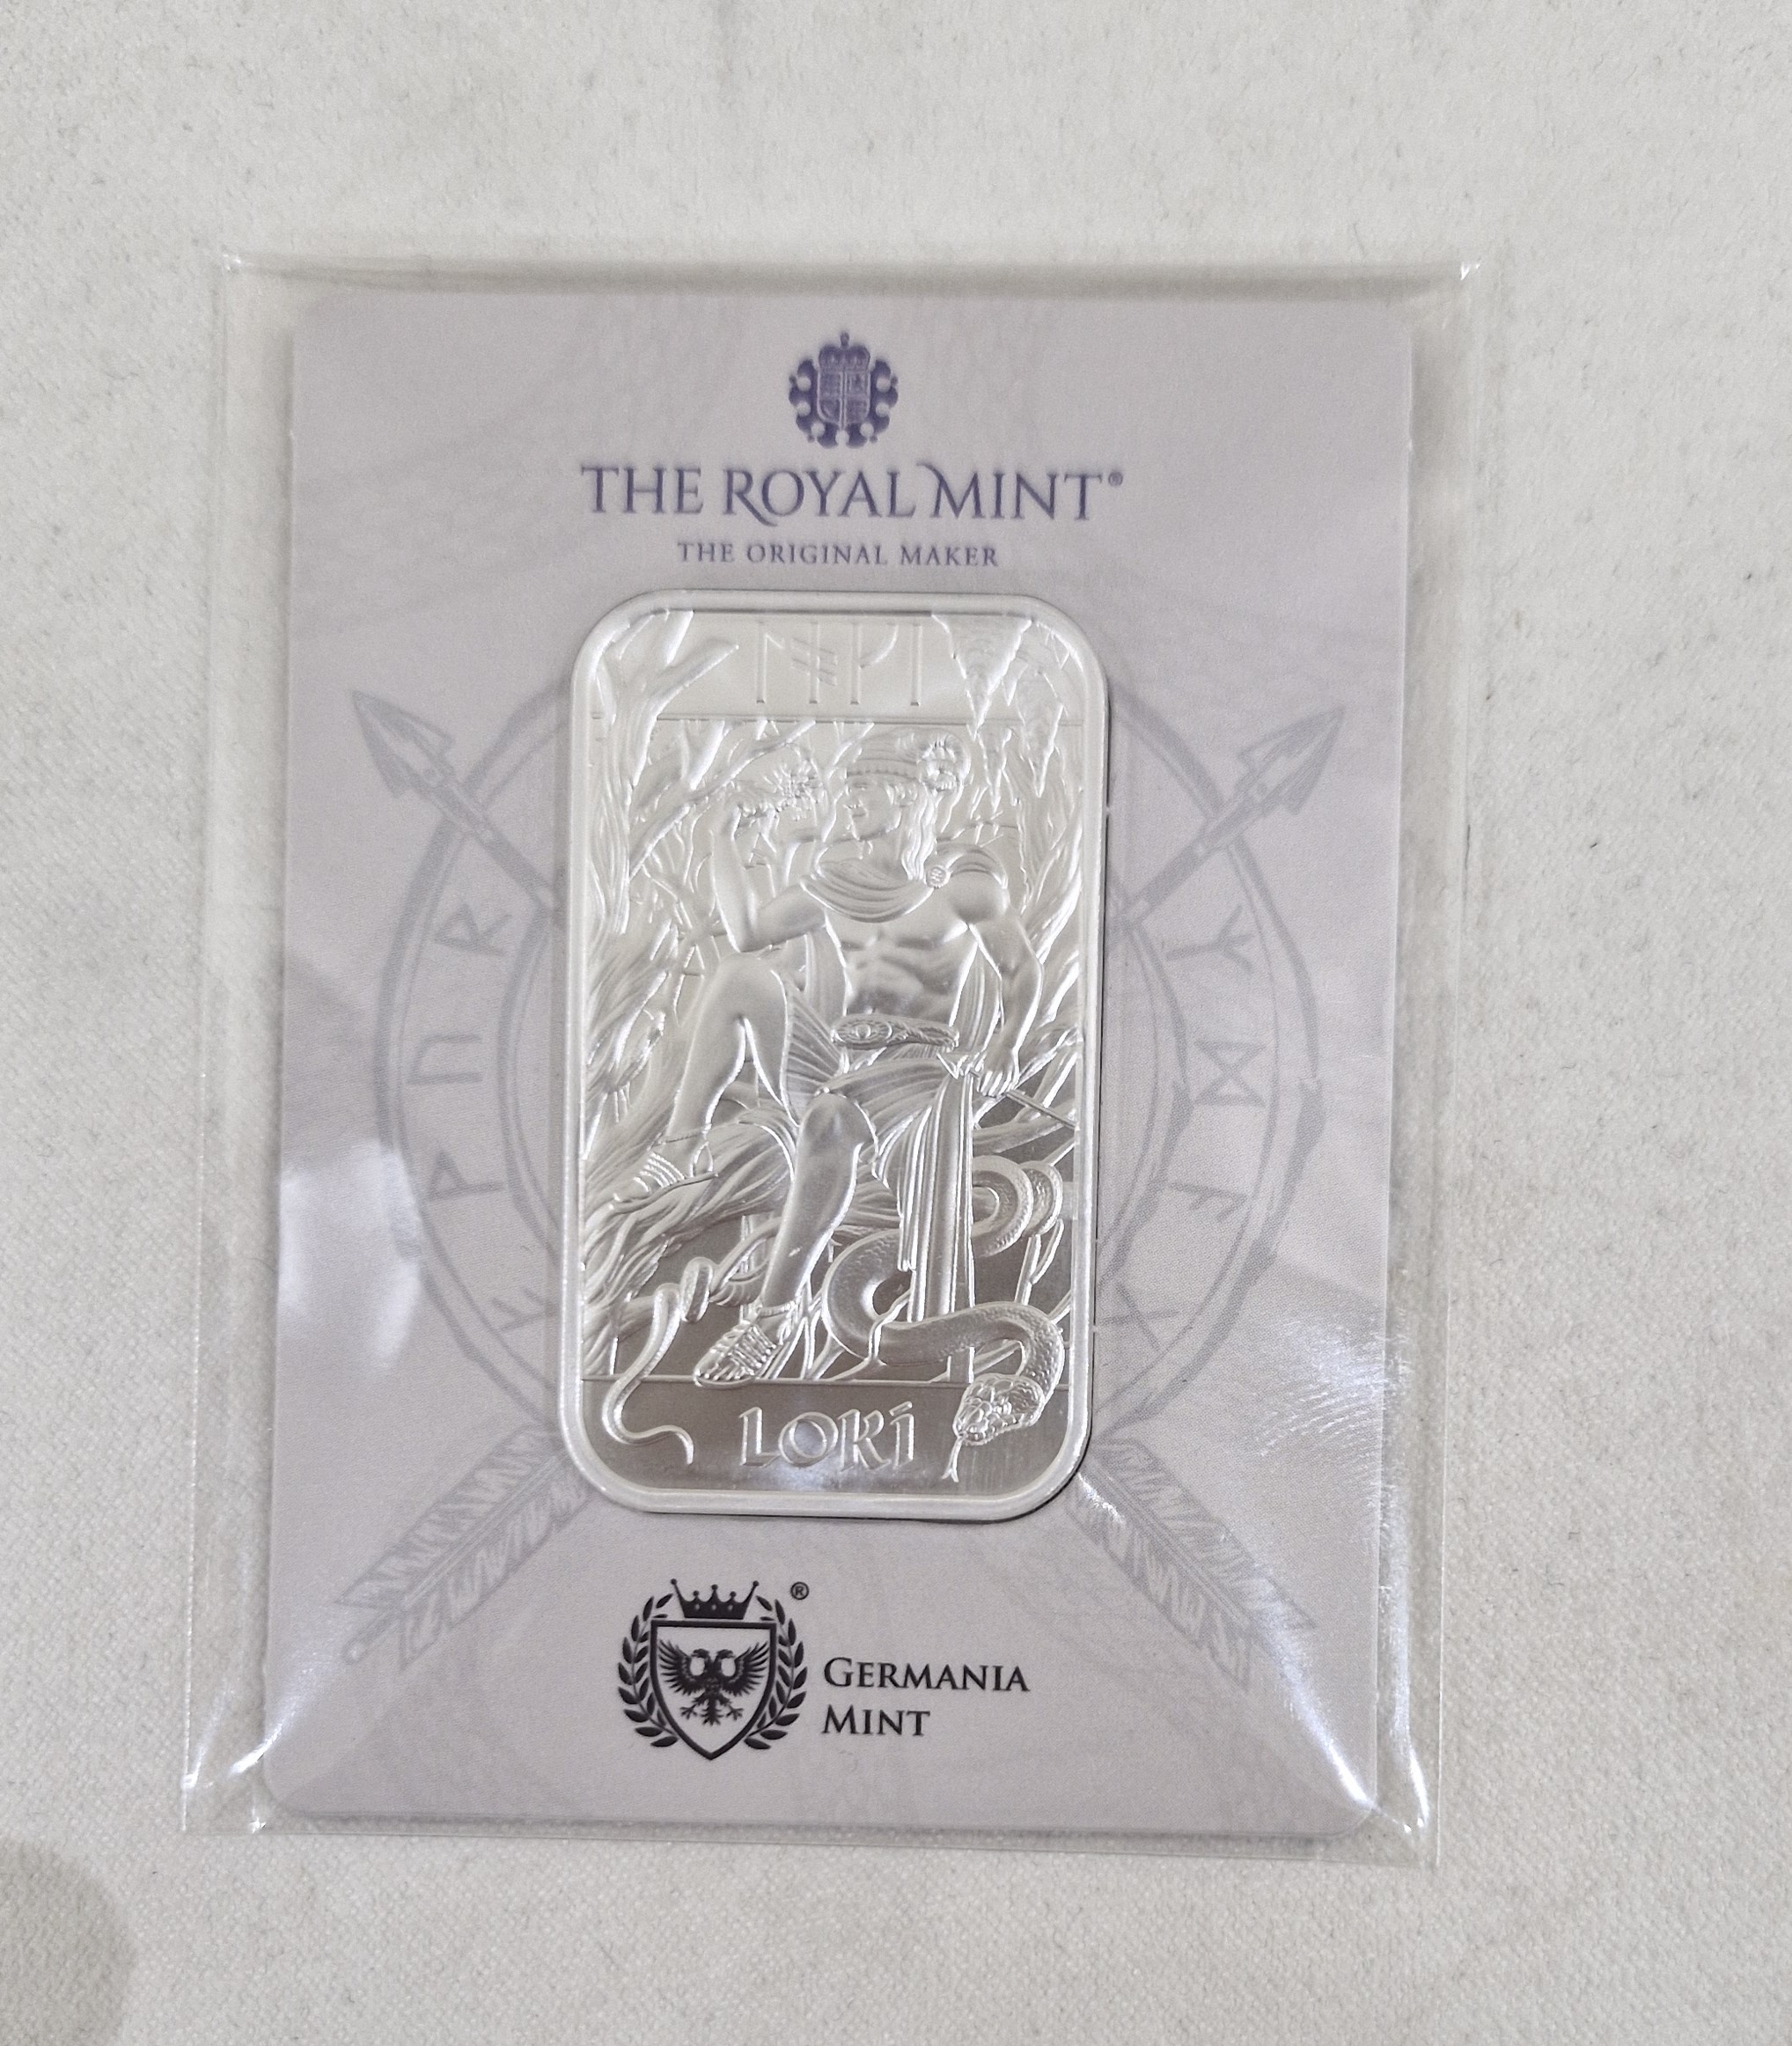 THE ROYAL MINT®
THE ORIGINAL MAKER
LOKI
®
GERMANIA
MINT